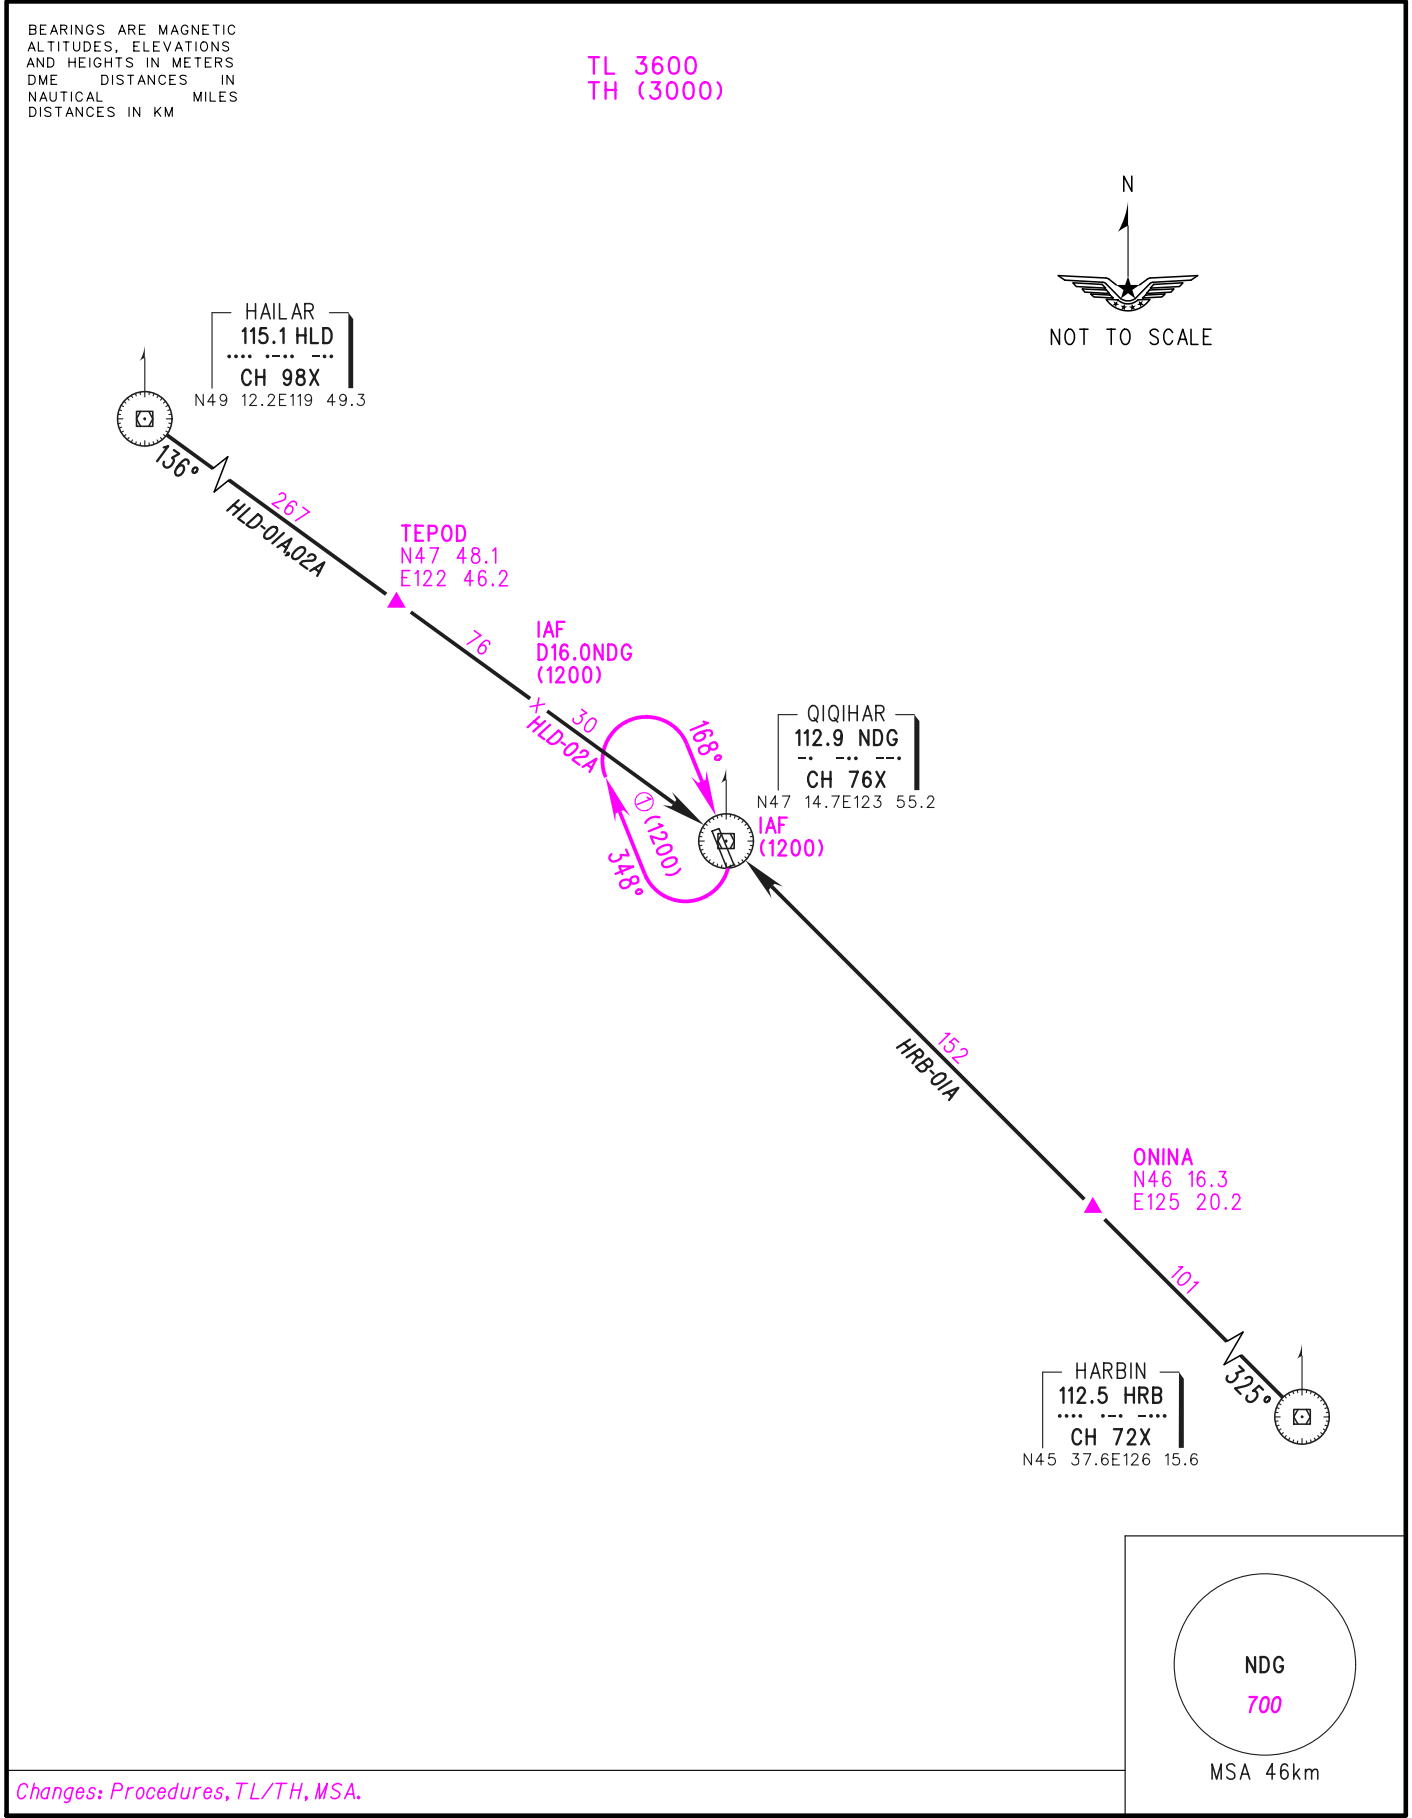 BEARINGS ARE MAGNETIC
ALTITUDES, ELEVATIONS
AND HEIGHTS IN METERS
DME DISTANCES IN
NAUTICAL MILES
DISTANCES IN KM
TL 3600
TH (3000)
N
NOT TO SCALE
HAILAR
115.1 HLD
CH 98X
N49 12.2E119 49.3
136°
267
HLD-01A,02A
TEPOD
N47 48.1
E122 46.2
76
IAF
D16.0NDG
(1200)
X
30
HLD-02A
168°
① (1200)
348°
QIQIHAR
112.9 NDG
CH 76X
N47 14.7E123 55.2
IAF
(1200)
152
HRB-01A
ONINA
N46 16.3
E125 20.2
101
325°
HARBIN
112.5 HRB
CH 72X
N45 37.6E126 15.6
NDG
700
MSA 46km
Changes: Procedures, TL/TH, MSA.